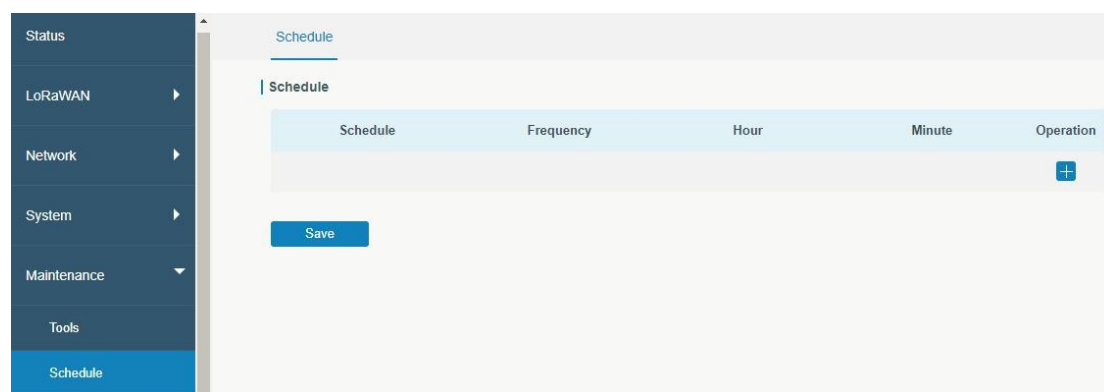 Status
LoRaWAN
Network
System
Maintenance
Tools
Schedule
Schedule
Schedule
Schedule Frequency Hour Minute Operation
Save